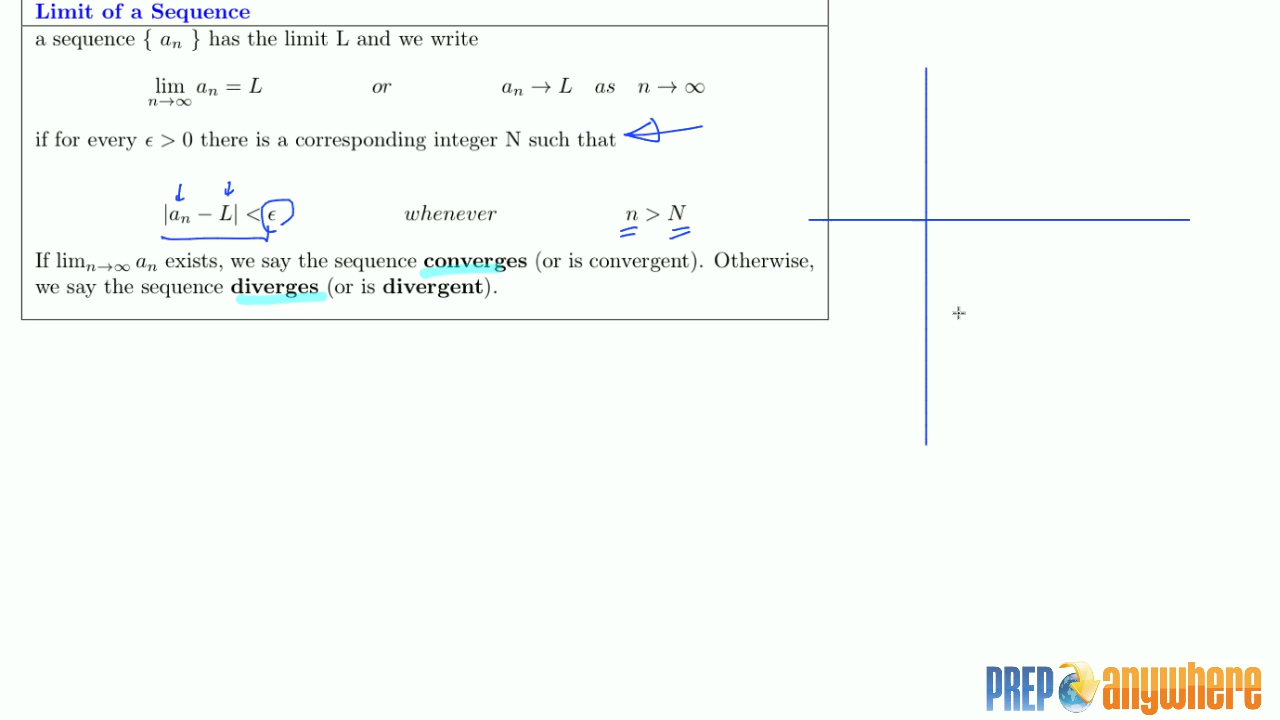 Limit of a Sequence
a sequence { aₙ } has the limit L and we write
lim n→∞ aₙ = L or aₙ → L as n → ∞
if for every ϵ > 0 there is a corresponding integer N such that
|aₙ − L| < ϵ whenever n > N
If limₙ→∞ aₙ exists, we say the sequence converges (or is convergent). Otherwise,
we say the sequence diverges (or is divergent).
PREP anywhere